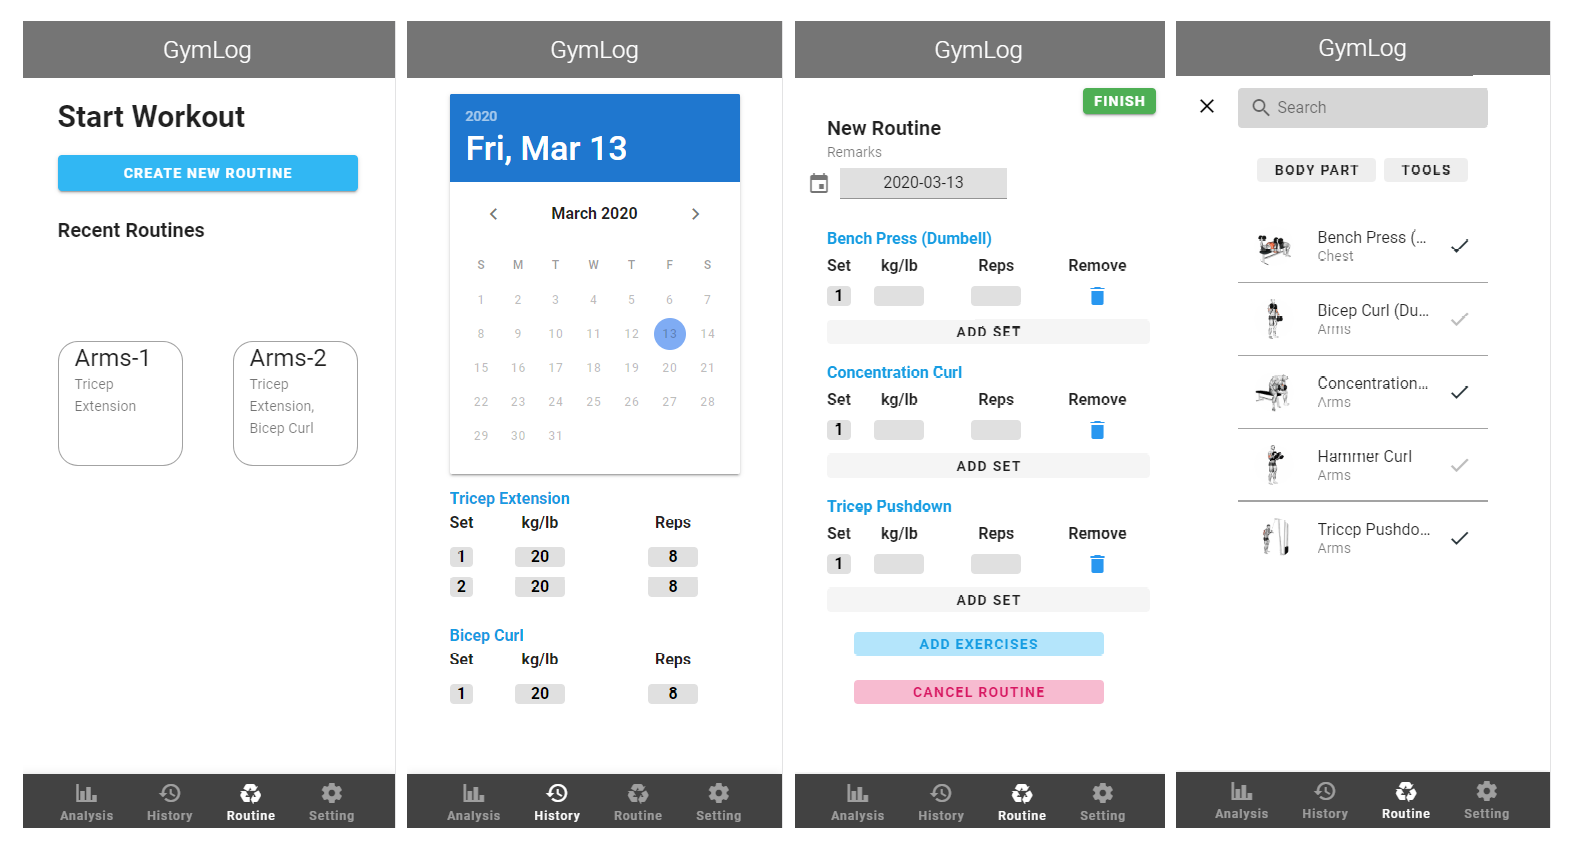 GymLog
Start Workout
CREATE NEW ROUTINE
Recent Routines
Arms-1
Tricep
Extension
Arms-2
Tricep
Extension,
Bicep Curl
Analysis History Routine Setting
GymLog
2020
Fri, Mar 13
March 2020
S M T W T F S
1 2 3 4 5 6 7
8 9 10 11 12 13 14
15 16 17 18 19 20 21
22 23 24 25 26 27 28
29 30 31
Tricep Extension
Set kg/lb Reps
1 20 8
2 20 8
Bicep Curl
Set kg/lb Reps
1 20 8
Analysis History Routine Setting
GymLog
FINISH
New Routine
Remarks
2020-03-13
Bench Press (Dumbell)
Set kg/lb Reps Remove
1
ADD SET
Concentration Curl
Set kg/lb Reps Remove
1
ADD SET
Tricep Pushdown
Set kg/lb Reps Remove
1
ADD SET
ADD EXERCISES
CANCEL ROUTINE
Analysis History Routine Setting
GymLog
Search
BODY PART TOOLS
Bench Press (...
Chest
Bicep Curl (Du...
Arms
Concentration...
Arms
Hammer Curl
Arms
Tricep Pushdo...
Arms
Analysis History Routine Setting